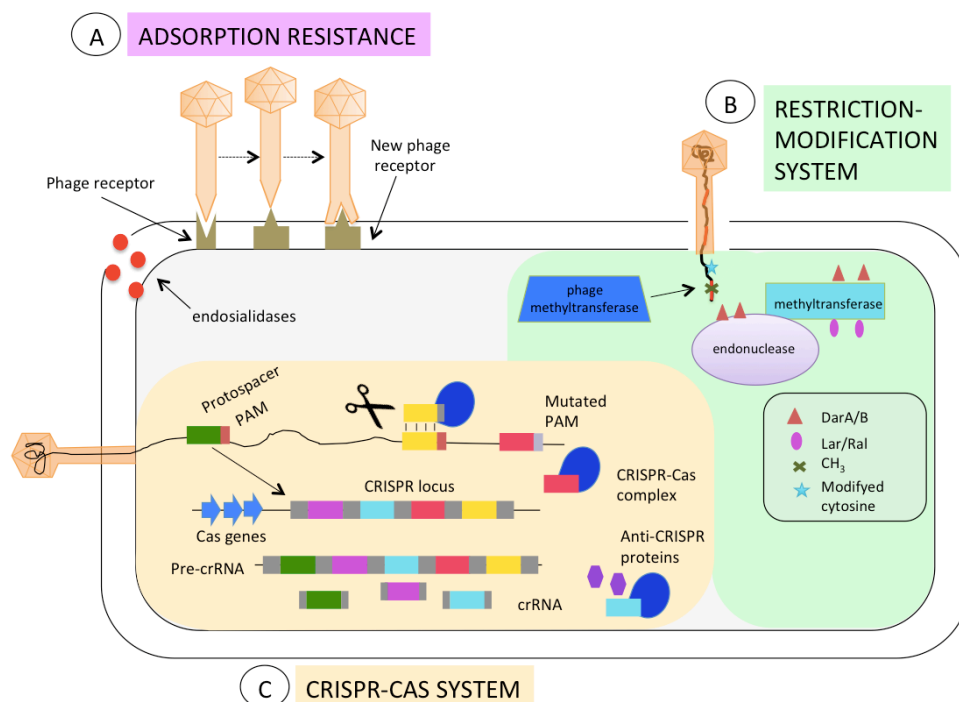 A
ADSORPTION RESISTANCE
B
RESTRICTION-
MODIFICATION
SYSTEM
New phage
receptor
Phage receptor
endosialidases
phage
methyltransferase
methyltransferase
endonuclease
DarA/B
Lar/Ral
CH3
Modifyed
cytosine
Protospacer
PAM
Mutated
PAM
CRISPR-Cas
complex
CRISPR locus
Cas genes
Anti-CRISPR
proteins
Pre-crRNA
crRNA
C
CRISPR-CAS SYSTEM